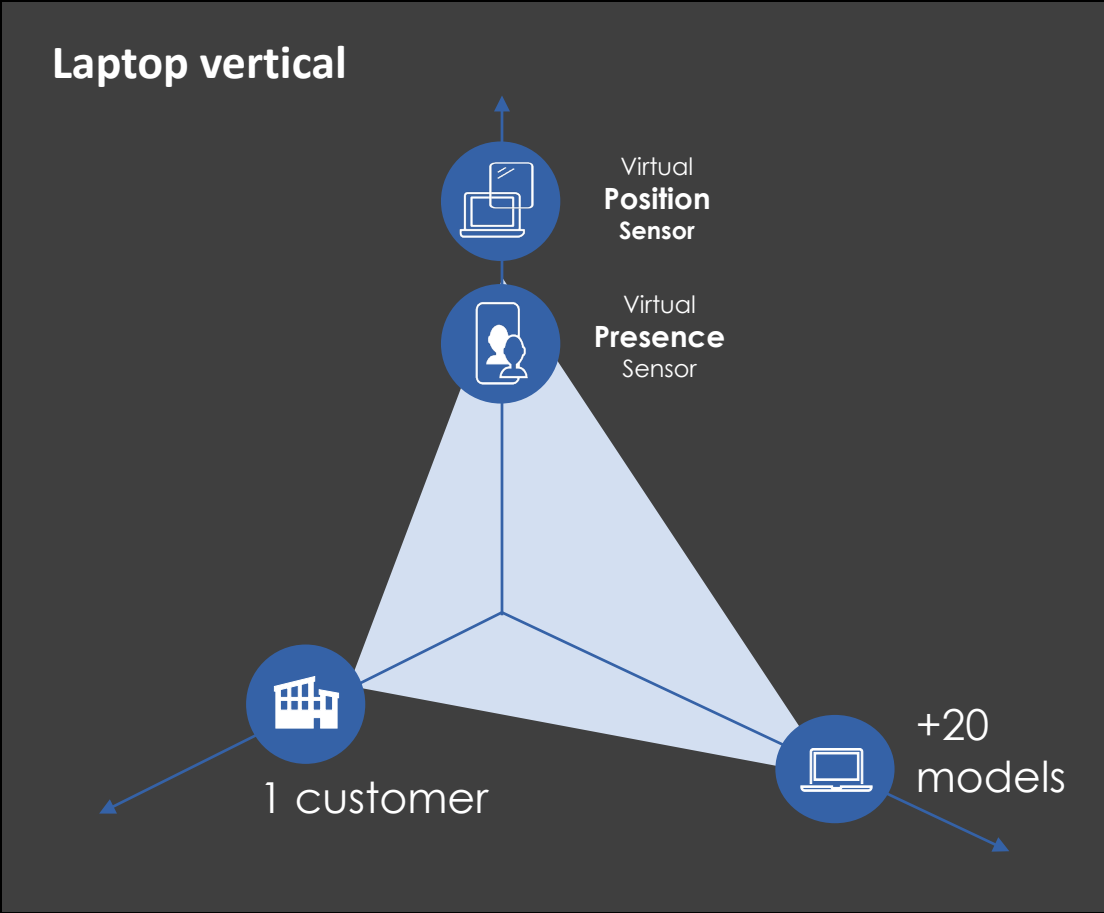 Laptop vertical
Virtual
Position
Sensor
Virtual
Presence
Sensor
1 customer
+20
models